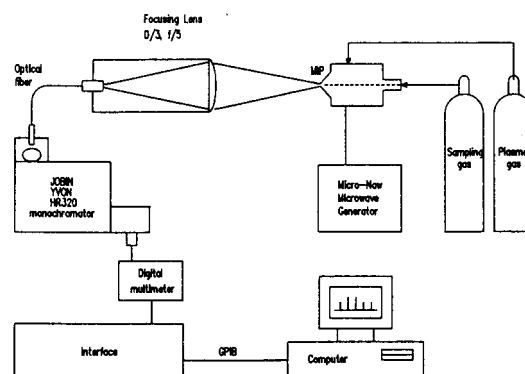 Focusing Lens
D/3, f/5
Optical
fiber
MIP
JOBIN
YVON
HR320
monochromator
Micro-Now
Microwave
Generator
Sampling
gas
Plasma
gas
Digital
multimeter
Interface
GPIB
Computer